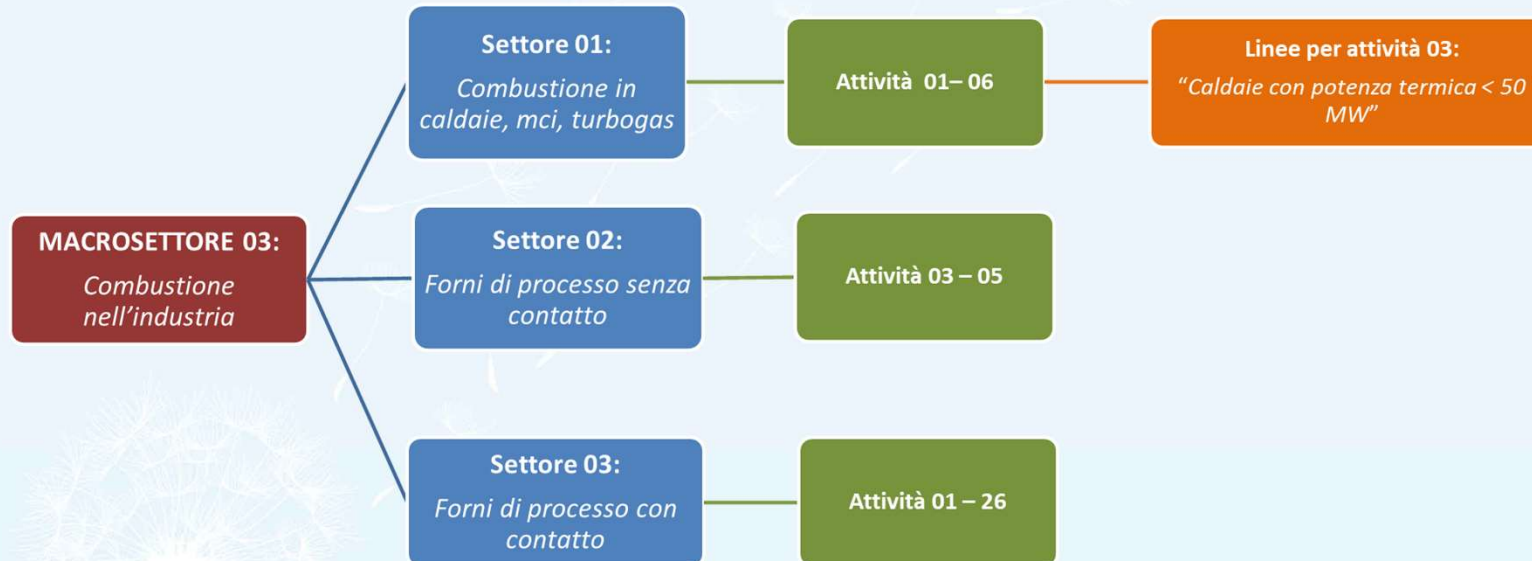 MACROSETTORE 03:
Combustione
nell'industria
Settore 01:
Combustione in
caldaie, mci, turbogas
Attività 01– 06
Linee per attività 03:
“Caldaie con potenza termica < 50
MW”
Settore 02:
Forni di processo senza
contatto
Attività 03 – 05
Settore 03:
Forni di processo con
contatto
Attività 01 – 26